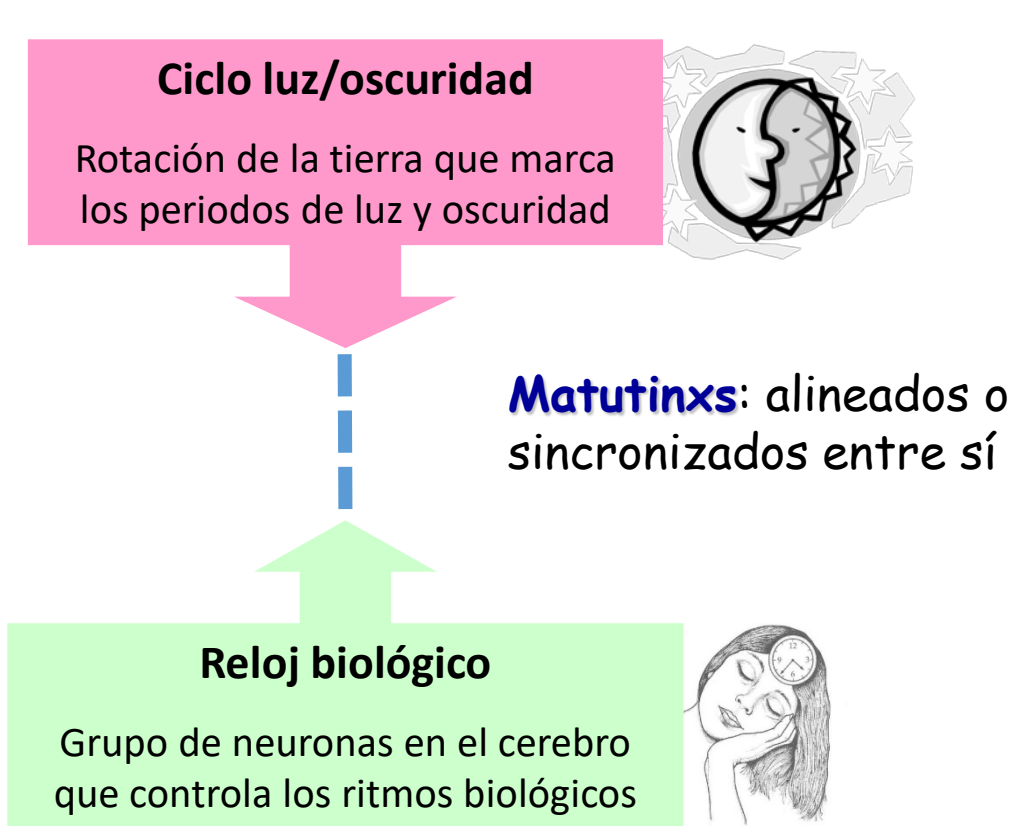 Ciclo luz/oscuridad
Rotación de la tierra que marca
los periodos de luz y oscuridad
Matutinxs: alineados o
sincronizados entre sí
Reloj biológico
Grupo de neuronas en el cerebro
que controla los ritmos biológicos